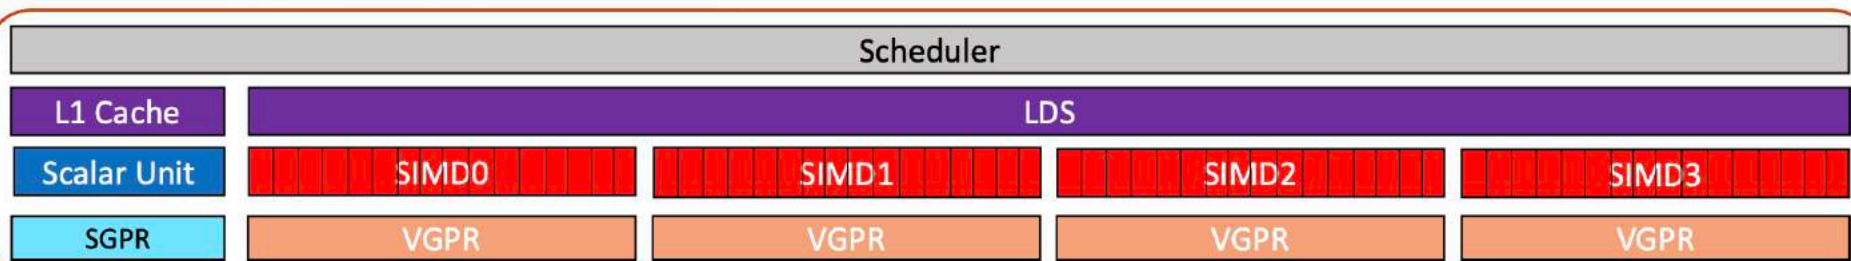 Scheduler
L1 Cache LDS
Scalar Unit SIMD0 SIMD1 SIMD2 SIMD3
SGPR VGPR VGPR VGPR VGPR